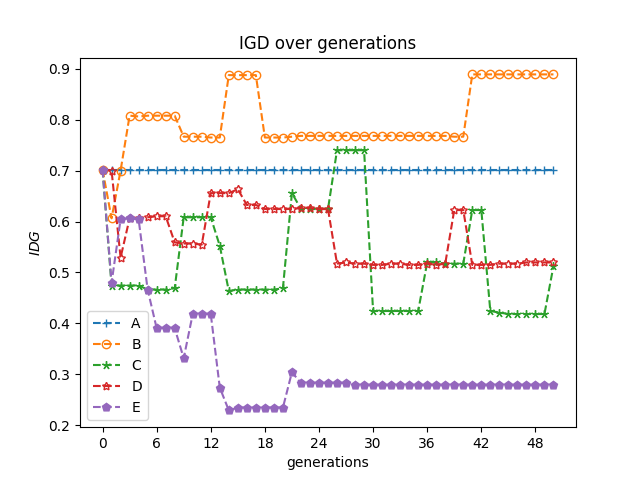 IGD over generations
0.9
0.8
0.7
0.6
0.5
0.4
0.3
0.2
IDG
A
B
C
D
E
0 6 12 18 24 30 36 42 48
generations